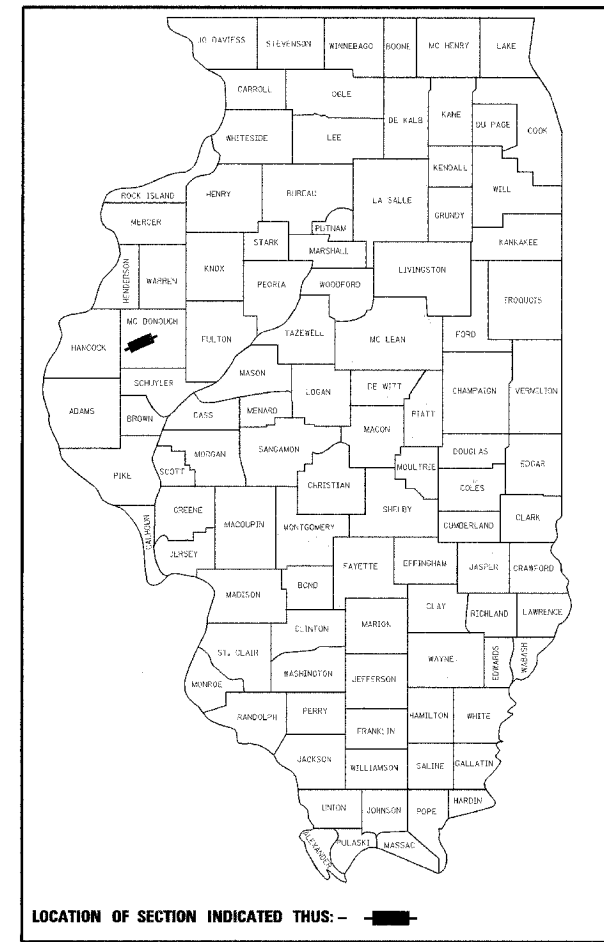 JO DAVIESS
STEVENSON
WINNEBAGO
BOONE
MC HENRY
LAKE
CARROLL
OGLE
DE KALB
KANE
DU PAGE
COOK
WHITESIDE
LEE
KENDALL
WILL
ROCK ISLAND
HENRY
BUREAU
LA SALLE
GRUNDY
MERCER
PUTNAM
STARK
MARSHALL
KANKAKEE
HENDERSON
WARREN
KNOX
PEORIA
WOODFORD
LIVINGSTON
IROQUOIS
MC DONOUGH
HANCOCK
FULTON
TAZEWELL
MC LEAN
FORD
SCHUYLER
MASON
LOGAN
DE WITT
CHAMPAIGN
VERMILION
ADAMS
BROWN
CASS
MENARD
MACON
PIATT
MORGAN
SANGAMON
DOUGLAS
PIKE
SCOTT
MOULTRIE
EDGAR
CHRISTIAN
COLES
GREENE
MACOUPIN
SHELBY
CALHOUN
MONTGOMERY
CUMBERLAND
CLARK
JERSEY
FAYETTE
EFFINGHAM
JASPER
CRAWFORD
BOND
MADISON
CLAY
RICHLAND
LAWRENCE
CLINTON
MARION
ST. CLAIR
WAYNE
EDWARDS
WABASH
WASHINGTON
JEFFERSON
MONROE
RANDOLPH
PERRY
HAMILTON
WHITE
FRANKLIN
JACKSON
WILLIAMSON
SALINE
GALLATIN
UNION
JOHNSON
POPE
HARDIN
ALEXANDER
PULASKI
MASSAC
LOCATION OF SECTION INDICATED THUS: –